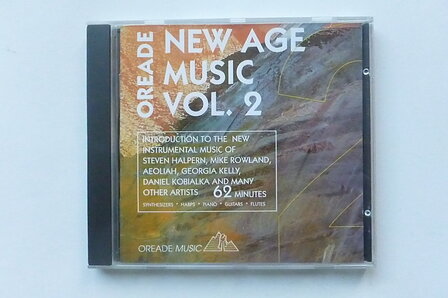 OREADE
NEW AGE
MUSIC
VOL. 2
INTRODUCTION TO THE NEW
INSTRUMENTAL MUSIC OF
STEVEN HALPERN, MIKE ROWLAND,
AEOLIAH, GEORGIA KELLY,
DANIEL KOBIALKA AND MANY
OTHER ARTISTS 62 MINUTES
SYNTHESIZERS * HARPS * PIANO * GUITARS * FLUTES
OREADE MUSIC
2